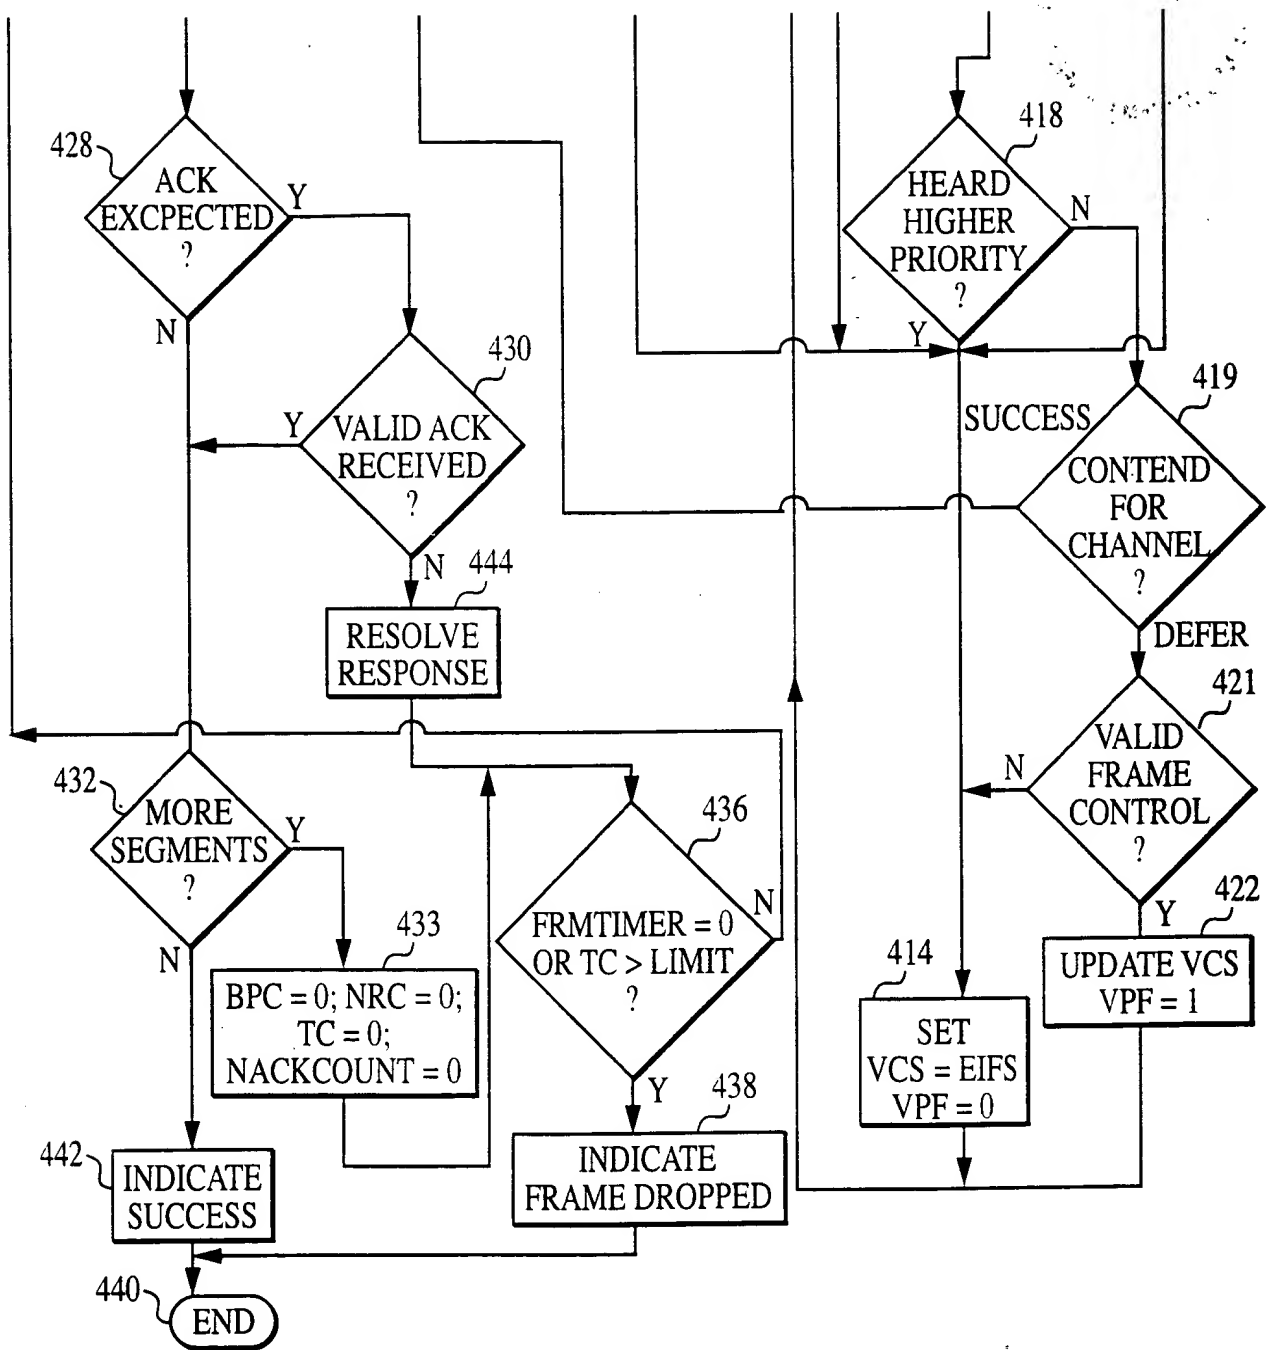 428
ACK
EXCPECTED
?
Y
N
418
HEARD
HIGHER
PRIORITY
?
N
Y
430
VALID ACK
RECEIVED
?
Y
N
419
SUCCESS
CONTEND
FOR
CHANNEL
?
DEFER
444
RESOLVE
RESPONSE
421
VALID
FRAME
CONTROL
?
N
Y
432
MORE
SEGMENTS
?
Y
N
436
FRMTIMER = 0
OR TC > LIMIT
?
N
Y
422
UPDATE VCS
VPF = 1
433
BPC = 0; NRC = 0;
TC = 0;
NACKCOUNT = 0
414
SET
VCS = EIFS
VPF = 0
438
INDICATE
FRAME DROPPED
442
INDICATE
SUCCESS
440
END